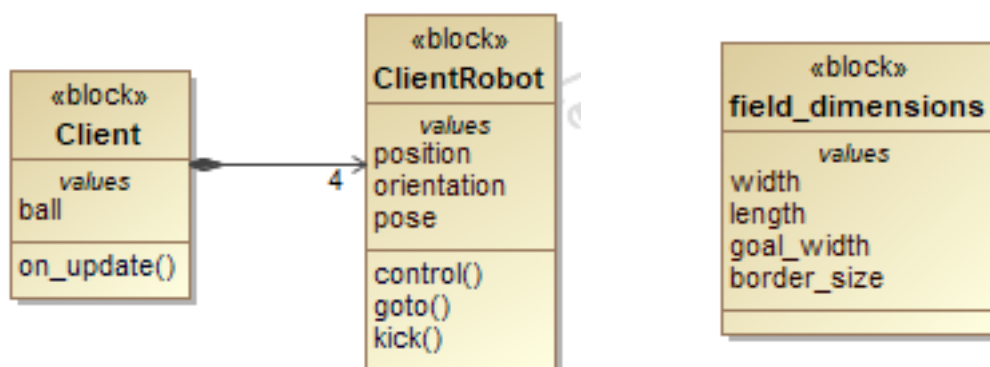 «block»
Client
values
ball
on_update()
4
«block»
ClientRobot
values
position
orientation
pose
control()
goto()
kick()
«block»
field_dimensions
values
width
length
goal_width
border_size